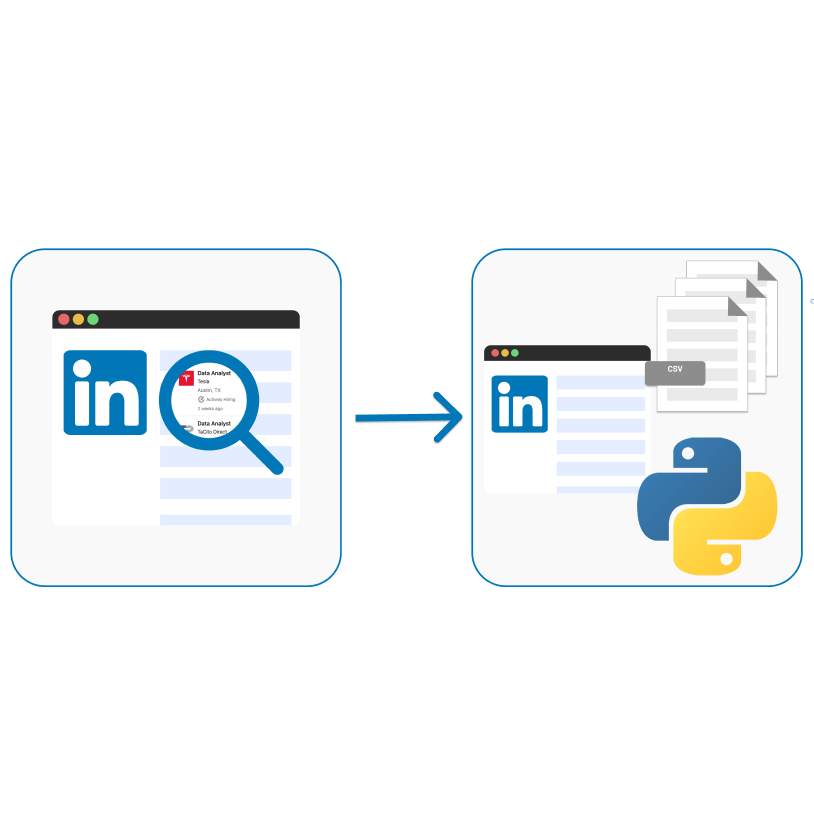 in
Data Analyst
Tesla
Austin, TX
Actively Hiring
2 weeks ago
Data Analyst
TaCito Direct
in
CSV